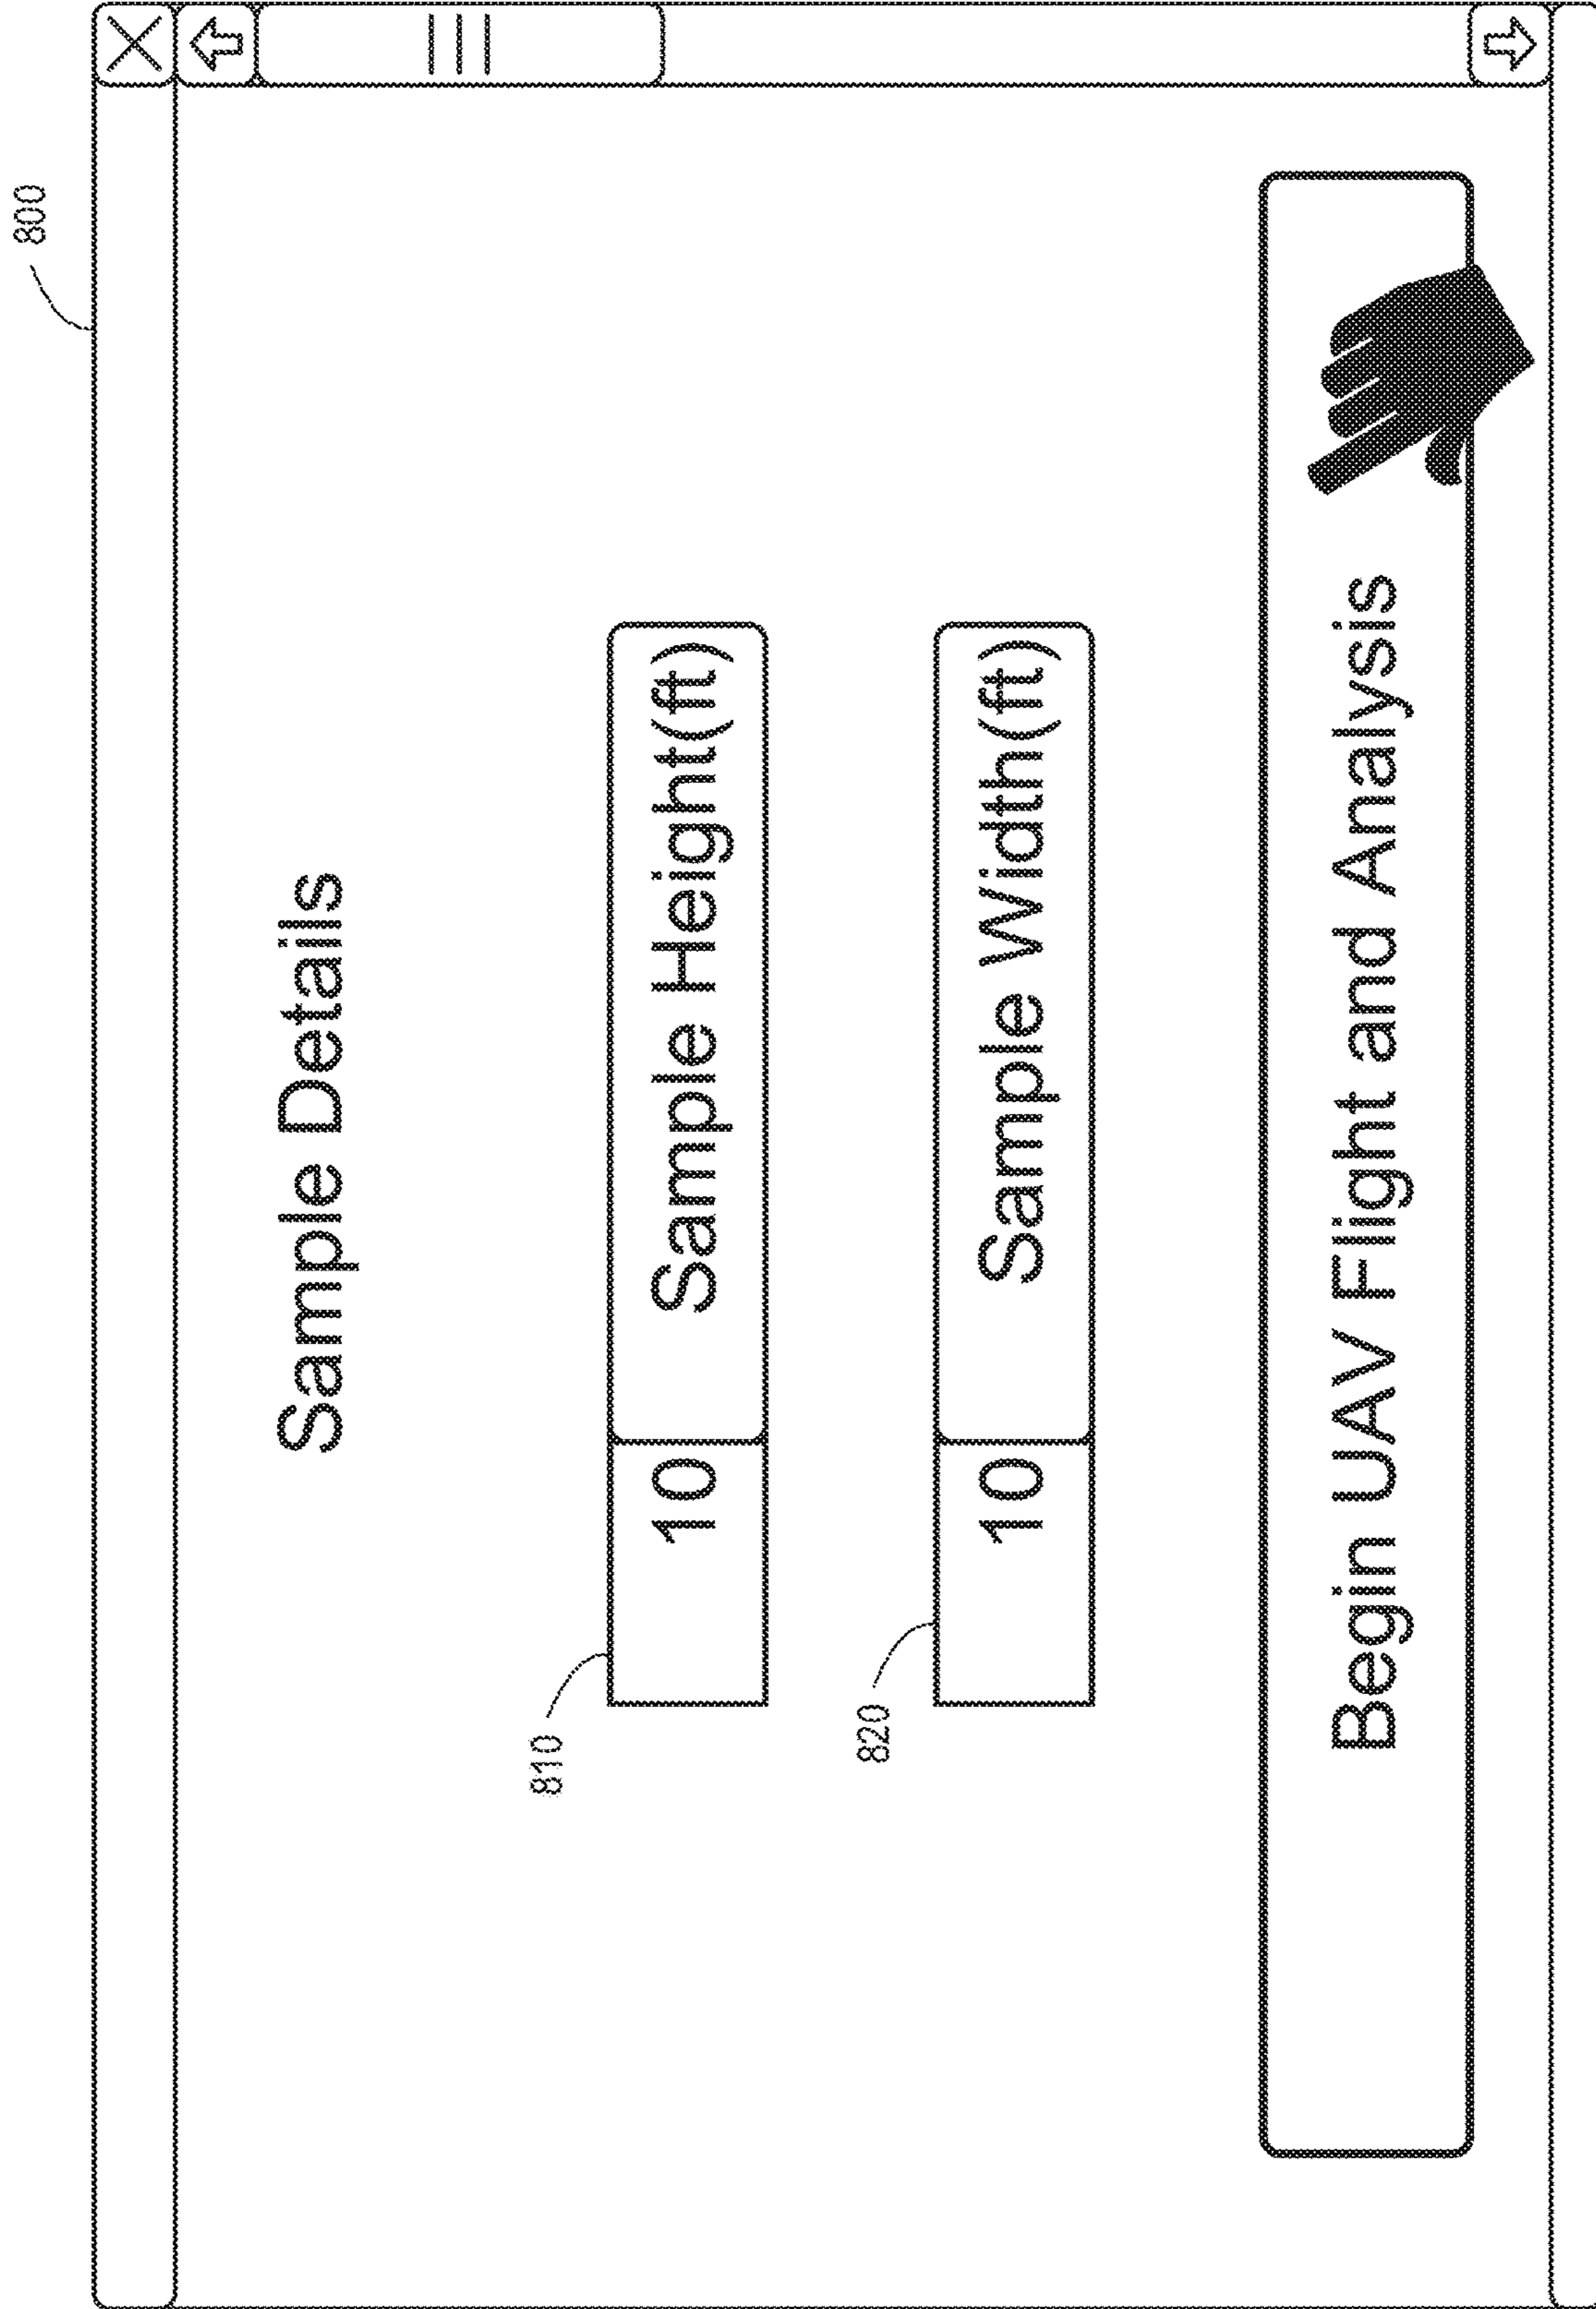 800
Sample Details
810
10 Sample Height(ft)
820
10 Sample Width(ft)
Begin UAV Flight and Analysis